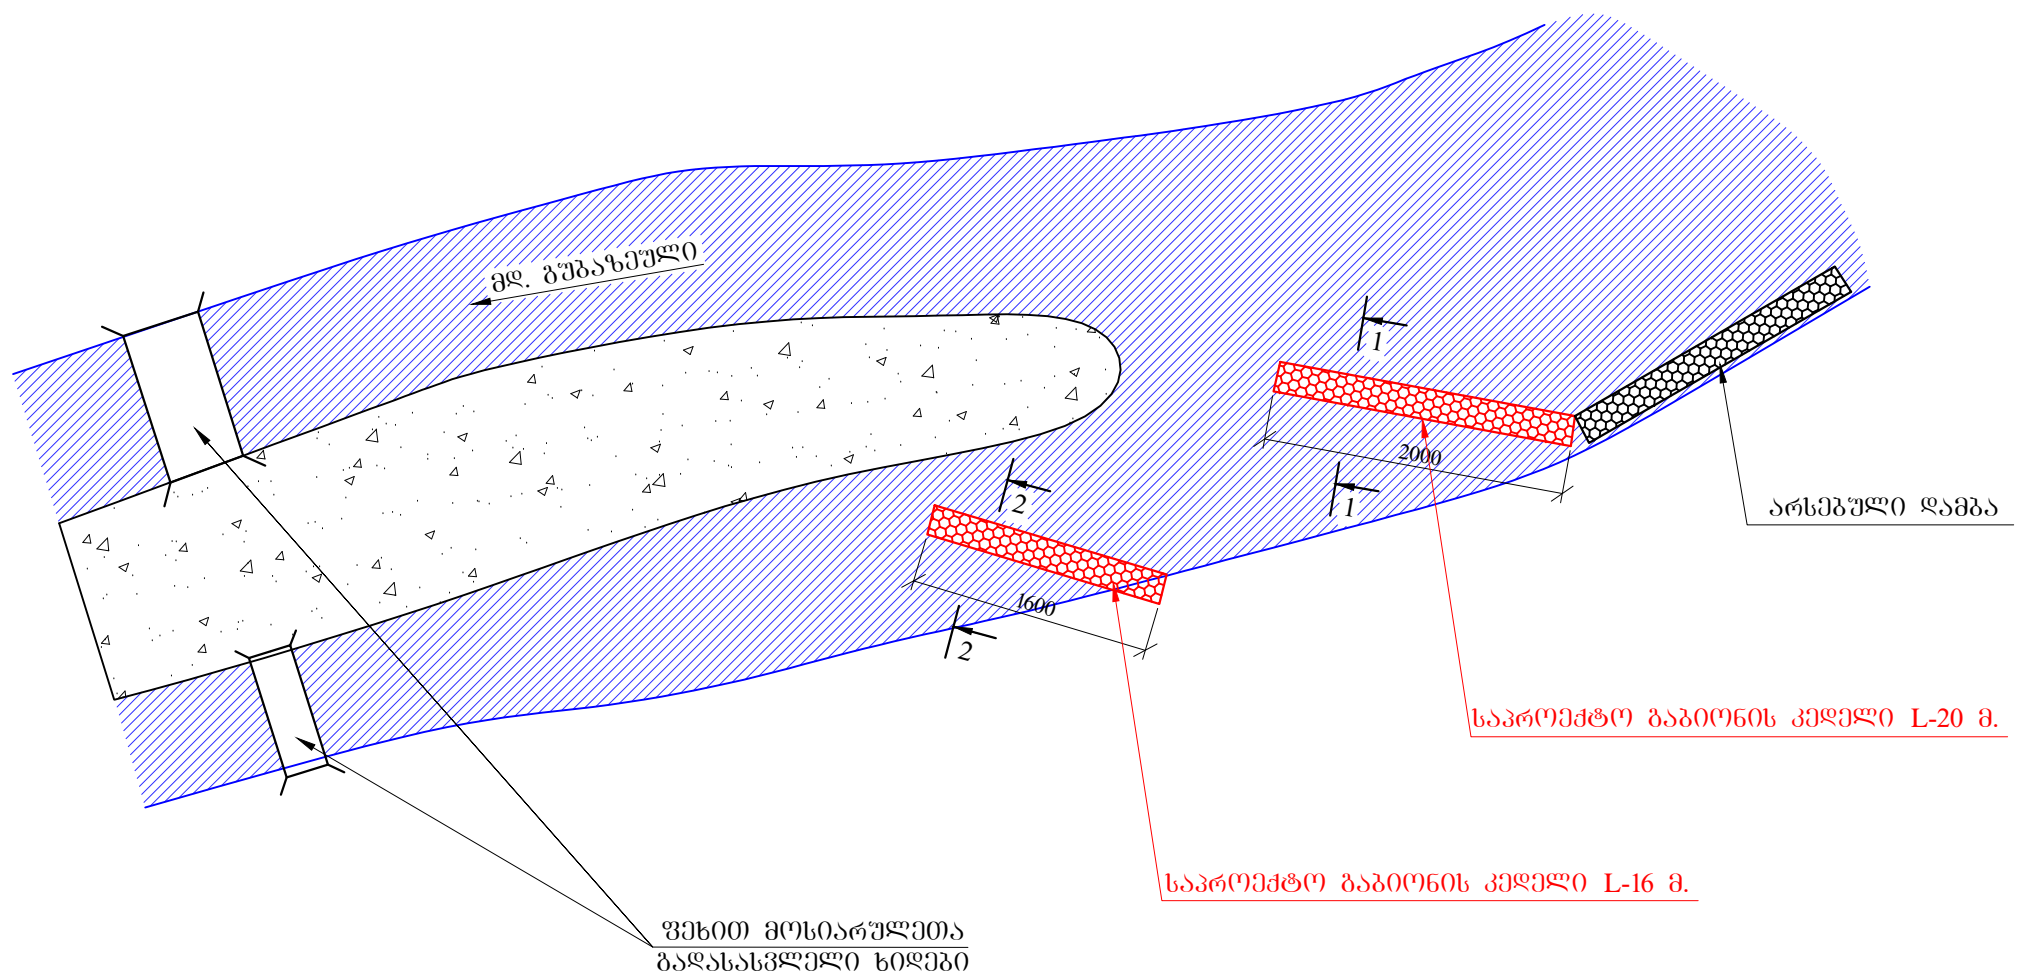 მდ. გუბაზეული
1
2000
2
1
არსებული დამბა
1600
2
საპროექტო გაბიონის კედელი L-20 მ.
საპროექტო გაბიონის კედელი L-16 მ.
ფეხით მოსიარულეთა
გადასასვლელი ხიდები